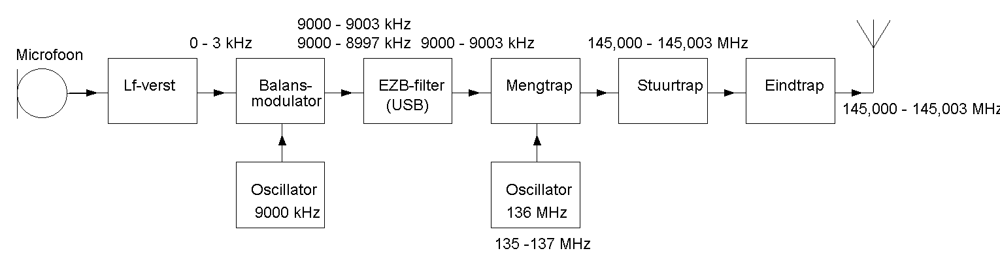 9000 - 9003 kHz
0 - 3 kHz
9000 - 8997 kHz
9000 - 9003 kHz
145,000 - 145,003 MHz
Microfoon
Lf-verst
Balans-
modulator
EZB-filter
(USB)
Mengtrap
Stuurtrap
Eindtrap
145,000 - 145,003 MHz
Oscillator
9000 kHz
Oscillator
136 MHz
135 -137 MHz